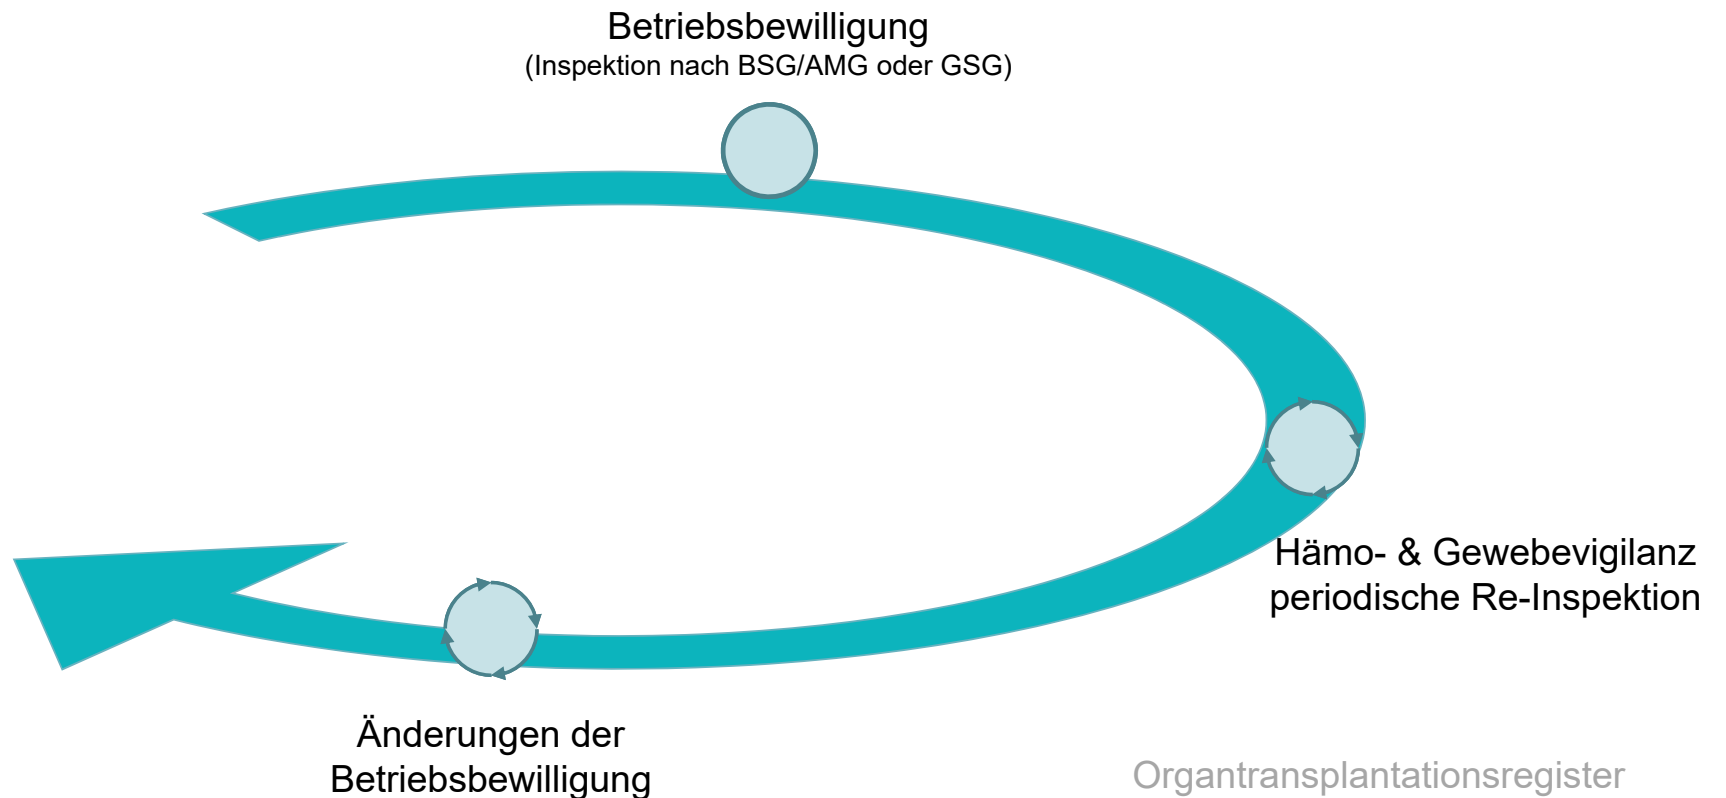 Betriebsbewilligung
(Inspektion nach BSG/AMG oder GSG)
Hämo- & Gewebevigilanz
periodische Re-Inspektion
Änderungen der
Betriebsbewilligung
Organtransplantationsregister